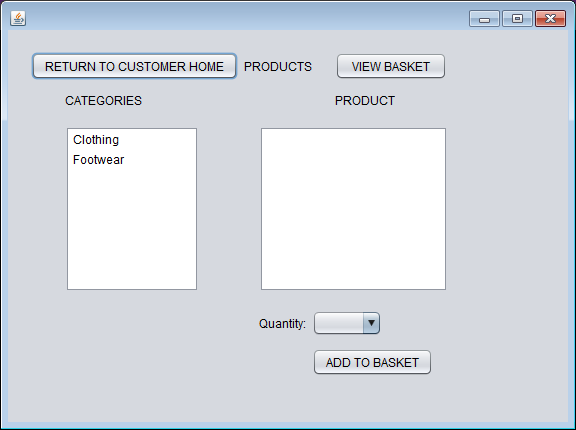 RETURN TO CUSTOMER HOME PRODUCTS VIEW BASKET
CATEGORIES PRODUCT
Clothing
Footwear
Quantity:
ADD TO BASKET